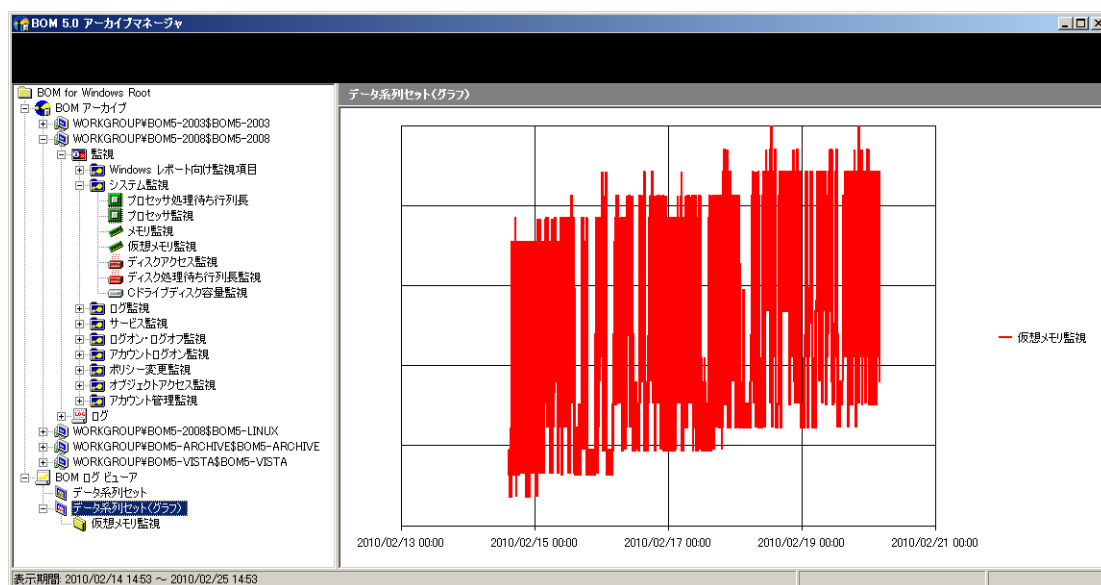 BOM 5.0 アーカイブマネージャ
BOM for Windows Root
BOM アーカイブ
WORKGROUP¥BOM5-2003$BOM5-2003
WORKGROUP¥BOM5-2008$BOM5-2008
監視
Windows レポート向け監視項目
システム監視
プロセッサ処理待ち行列長
プロセッサ監視
メモリ監視
仮想メモリ監視
ディスクアクセス監視
ディスク処理待ち行列長監視
Cドライブディスク容量監視
ログ監視
サービス監視
ログオン・ログオフ監視
アカウントログオン監視
ポリシー変更監視
オブジェクトアクセス監視
アカウント管理監視
ログ
WORKGROUP¥BOM5-2008$BOM5-LINUX
WORKGROUP¥BOM5-ARCHIVE$BOM5-ARCHIVE
WORKGROUP¥BOM5-VISTA$BOM5-VISTA
BOM ログ ビューア
データ系列セット
データ系列セット(グラフ)
仮想メモリ監視
データ系列セット(グラフ)
仮想メモリ監視
2010/02/13 00:00 2010/02/15 00:00 2010/02/17 00:00 2010/02/19 00:00 2010/02/21 00:00
表示期間: 2010/02/14 14:53 ～ 2010/02/25 14:53